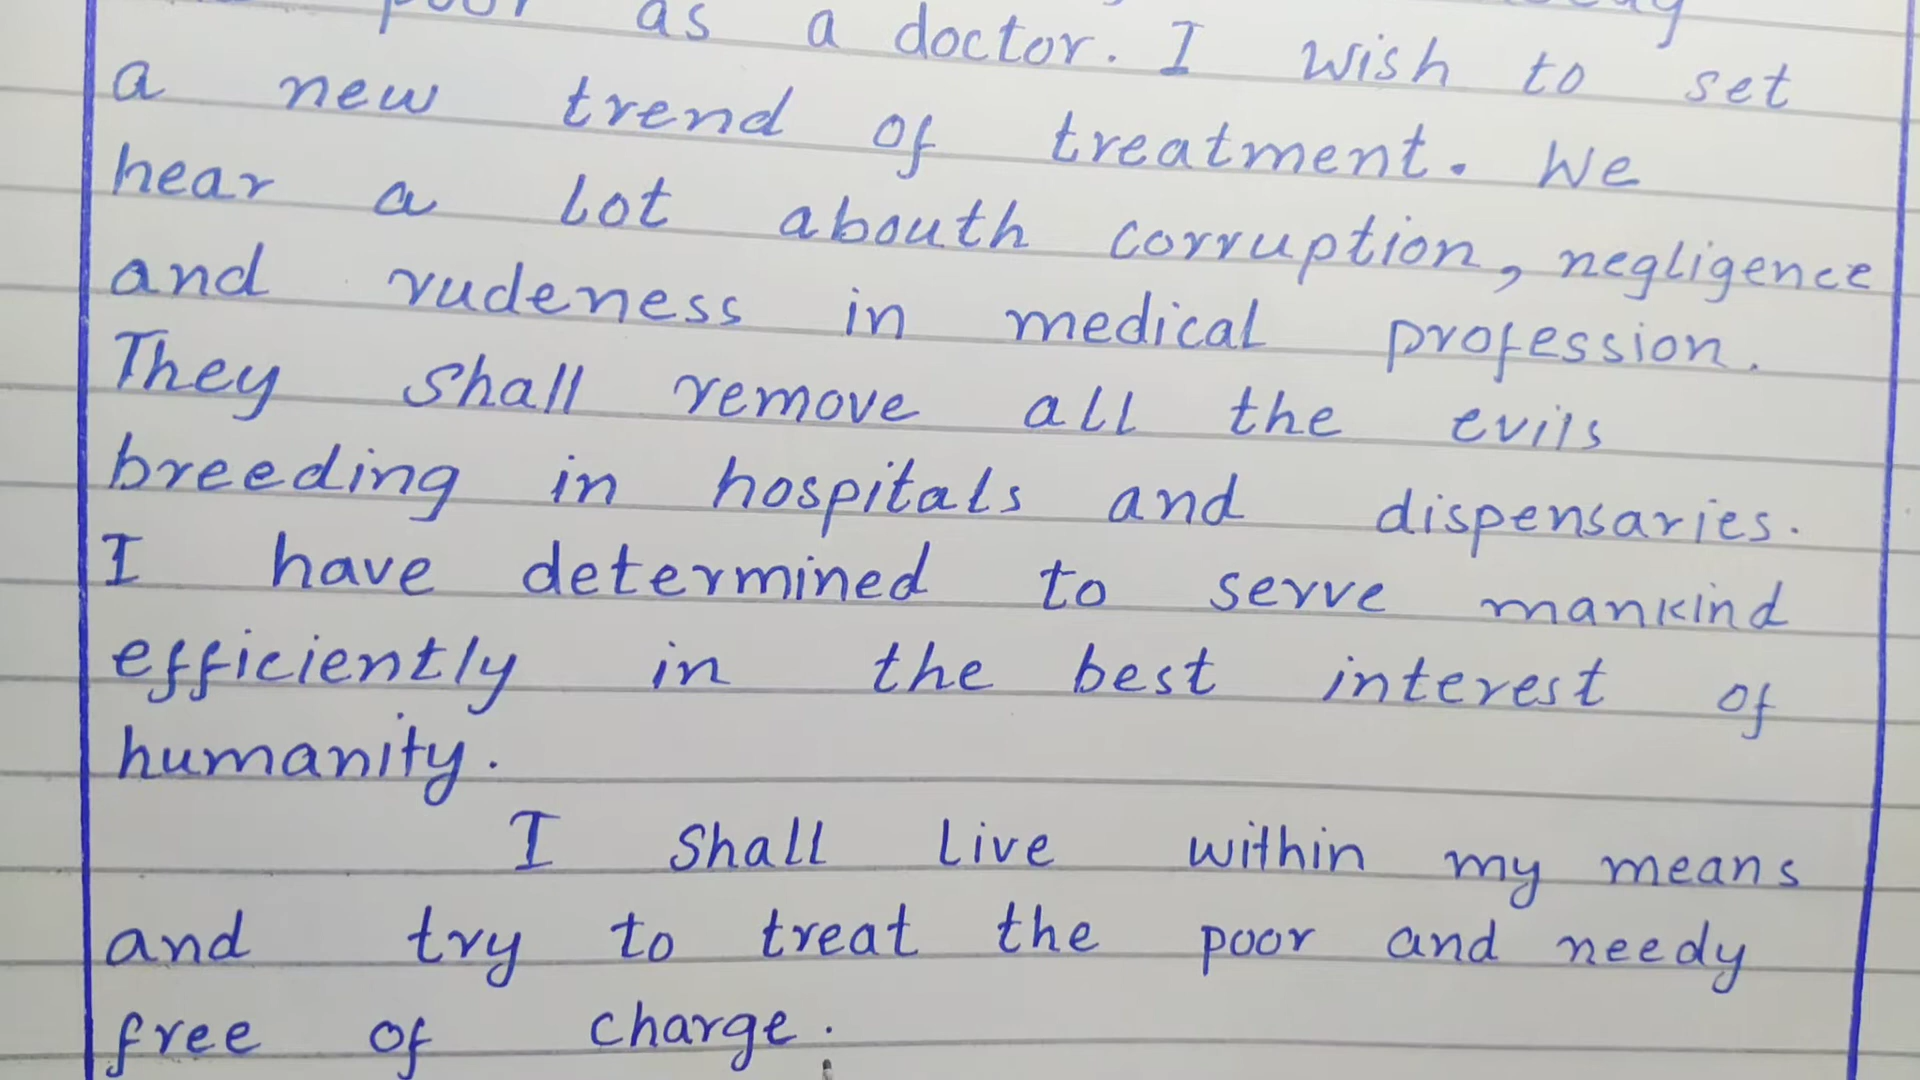 poor as a doctor. I wish to set
a new trend of treatment. We
hear a lot abouth corruption, negligence
and rudeness in medical profession.
They shall remove all the evils
breeding in hospitals and dispensaries.
I have determined to serve mankind
efficiently in the best interest of
humanity.
I shall live within my means
and try to treat the poor and needy
free of charge.